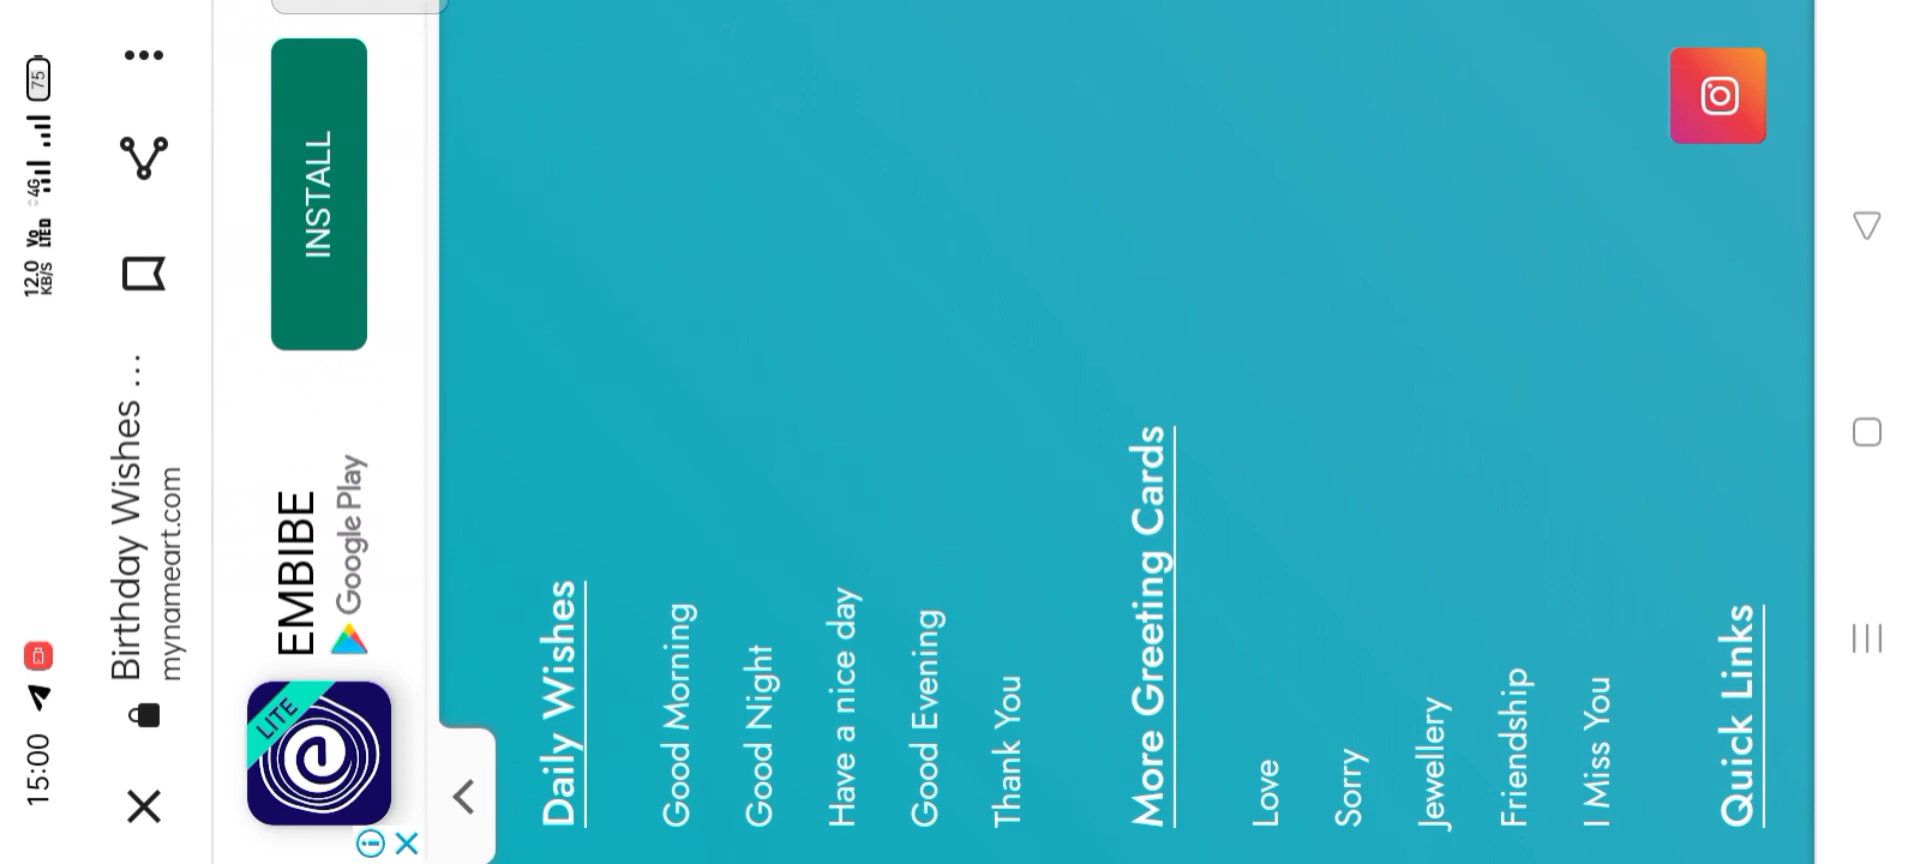 15:00
12.0 KB/S
Vo LTE
4G
75
Birthday Wishes ...
mynameart.com
LITE
e
EMBIBE
Google Play
INSTALL
Daily Wishes
Good Morning
Good Night
Have a nice day
Good Evening
Thank You
More Greeting Cards
Love
Sorry
Jewellery
Friendship
I Miss You
Quick Links